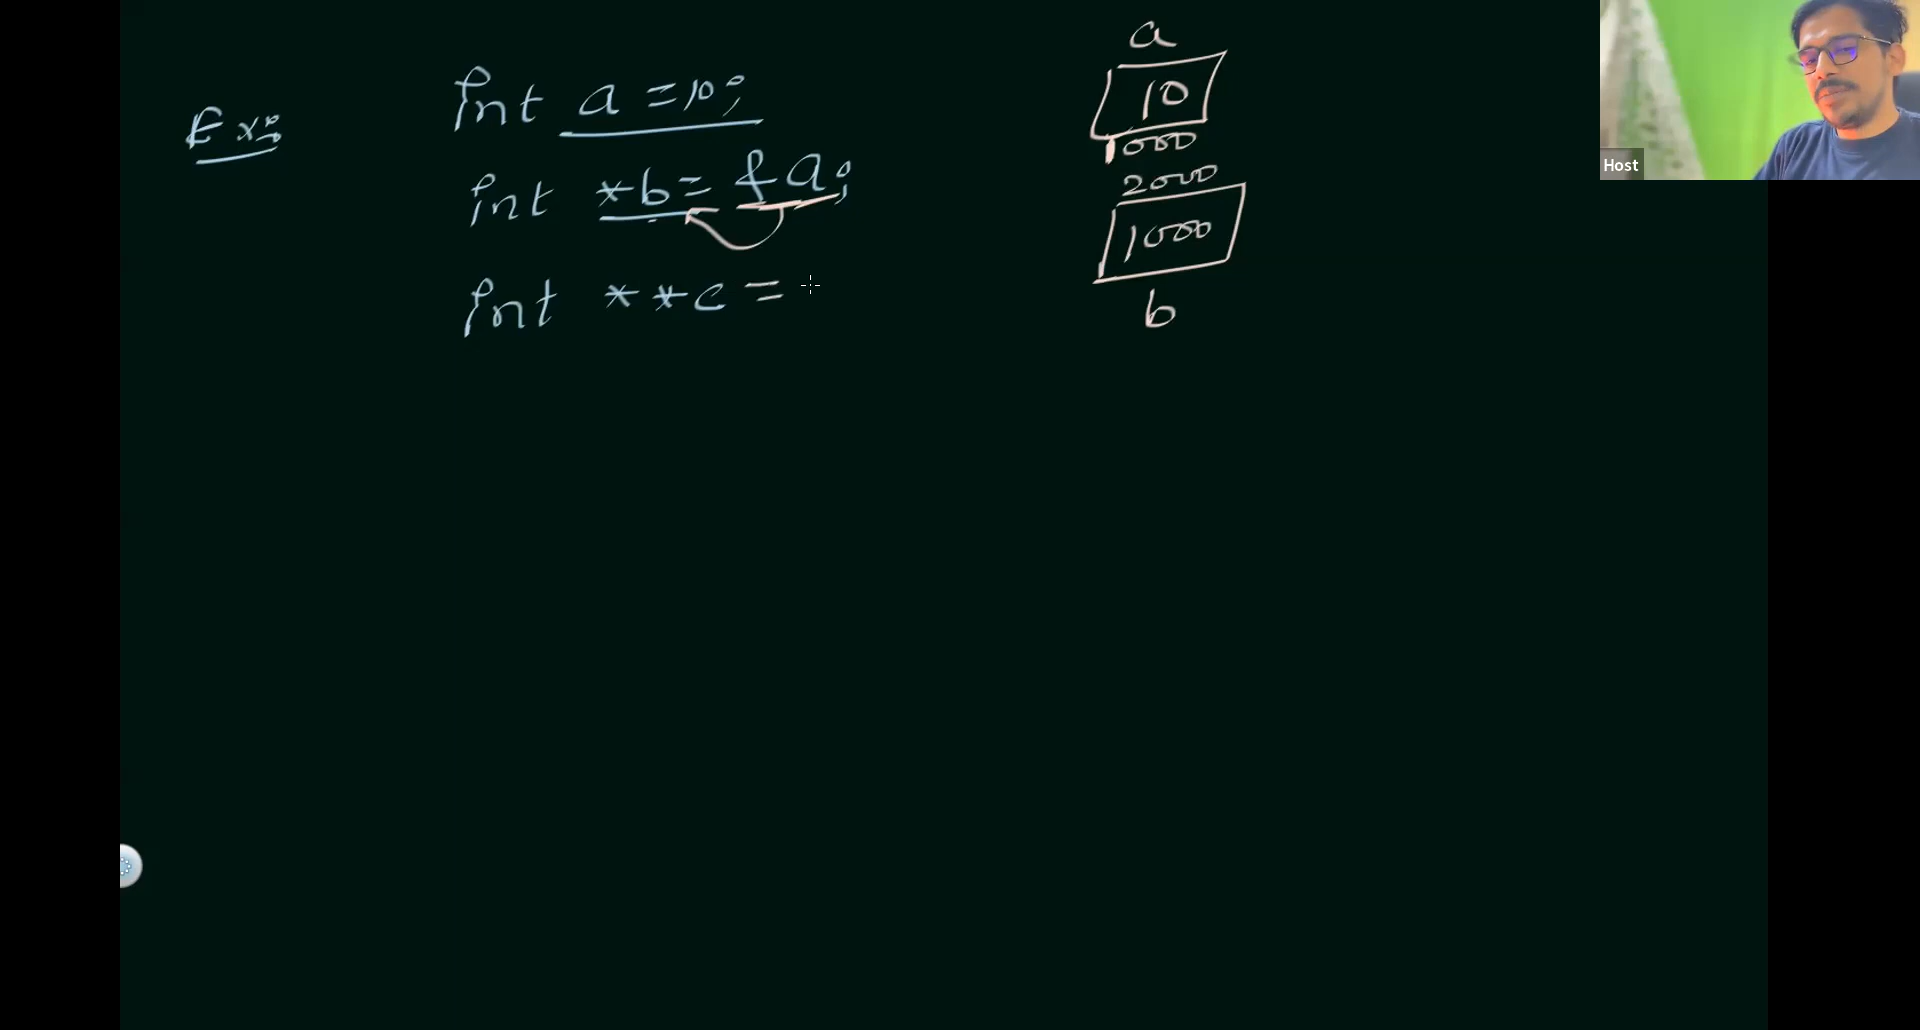 Ex:
int a = 10;
int *b = &a;
int **c =
a
10
1000
2000
1000
b
Host